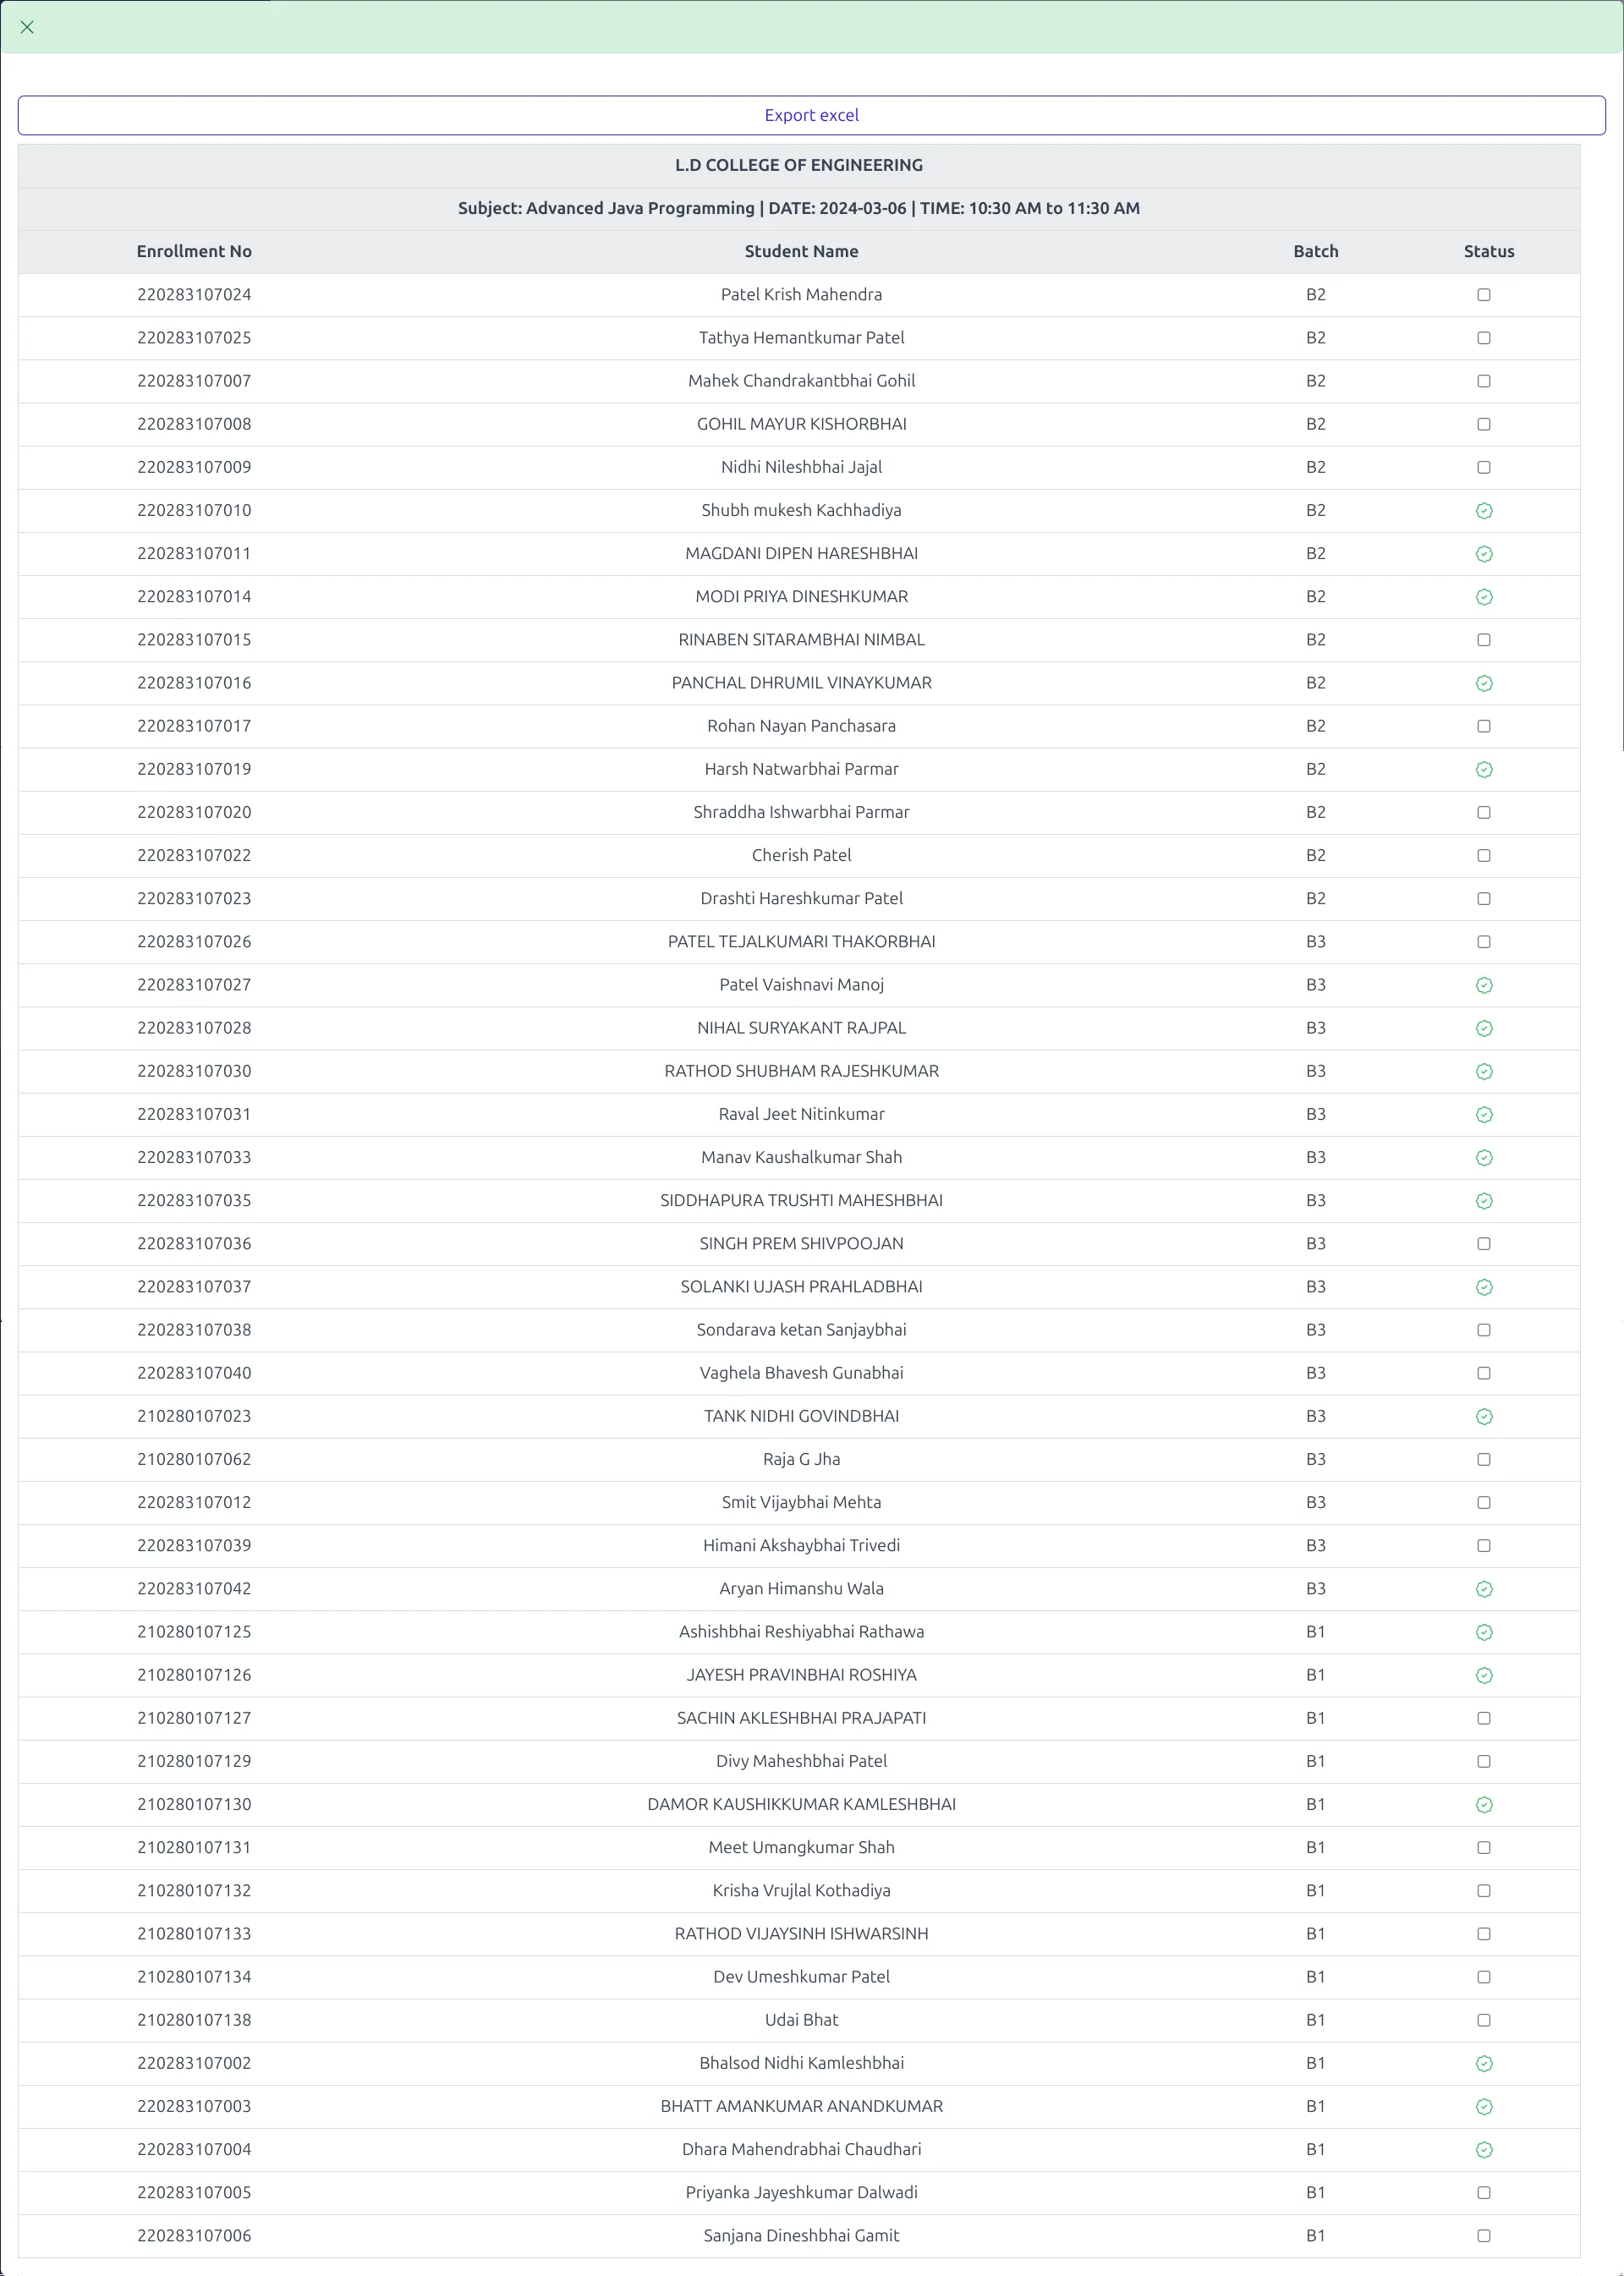 Export excel
L.D COLLEGE OF ENGINEERING
Subject: Advanced Java Programming | DATE: 2024-03-06 | TIME: 10:30 AM to 11:30 AM
Enrollment No Student Name Batch Status
220283107024 Patel Krish Mahendra B2
220283107025 Tathya Hemantkumar Patel B2
220283107007 Mahek Chandrakantbhai Gohil B2
220283107008 GOHIL MAYUR KISHORBHAI B2
220283107009 Nidhi Nileshbhai Jajal B2
220283107010 Shubh mukesh Kachhadiya B2
220283107011 MAGDANI DIPEN HARESHBHAI B2
220283107014 MODI PRIYA DINESHKUMAR B2
220283107015 RINABEN SITARAMBHAI NIMBAL B2
220283107016 PANCHAL DHRUMIL VINAYKUMAR B2
220283107017 Rohan Nayan Panchasara B2
220283107019 Harsh Natwarbhai Parmar B2
220283107020 Shraddha Ishwarbhai Parmar B2
220283107022 Cherish Patel B2
220283107023 Drashti Hareshkumar Patel B2
220283107026 PATEL TEJALKUMARI THAKORBHAI B3
220283107027 Patel Vaishnavi Manoj B3
220283107028 NIHAL SURYAKANT RAJPAL B3
220283107030 RATHOD SHUBHAM RAJESHKUMAR B3
220283107031 Raval Jeet Nitinkumar B3
220283107033 Manav Kaushalkumar Shah B3
220283107035 SIDDHAPURA TRUSHTI MAHESHBHAI B3
220283107036 SINGH PREM SHIVPOOJAN B3
220283107037 SOLANKI UJASH PRAHLADBHAI B3
220283107038 Sondarava ketan Sanjaybhai B3
220283107040 Vaghela Bhavesh Gunabhai B3
210280107023 TANK NIDHI GOVINDBHAI B3
210280107062 Raja G Jha B3
220283107012 Smit Vijaybhai Mehta B3
220283107039 Himani Akshaybhai Trivedi B3
220283107042 Aryan Himanshu Wala B3
210280107125 Ashishbhai Reshiyabhai Rathawa B1
210280107126 JAYESH PRAVINBHAI ROSHIYA B1
210280107127 SACHIN AKLESHBHAI PRAJAPATI B1
210280107129 Divy Maheshbhai Patel B1
210280107130 DAMOR KAUSHIKKUMAR KAMLESHBHAI B1
210280107131 Meet Umangkumar Shah B1
210280107132 Krisha Vrujlal Kothadiya B1
210280107133 RATHOD VIJAYSINH ISHWARSINH B1
210280107134 Dev Umeshkumar Patel B1
210280107138 Udai Bhat B1
220283107002 Bhalsod Nidhi Kamleshbhai B1
220283107003 BHATT AMANKUMAR ANANDKUMAR B1
220283107004 Dhara Mahendrabhai Chaudhari B1
220283107005 Priyanka Jayeshkumar Dalwadi B1
220283107006 Sanjana Dineshbhai Gamit B1